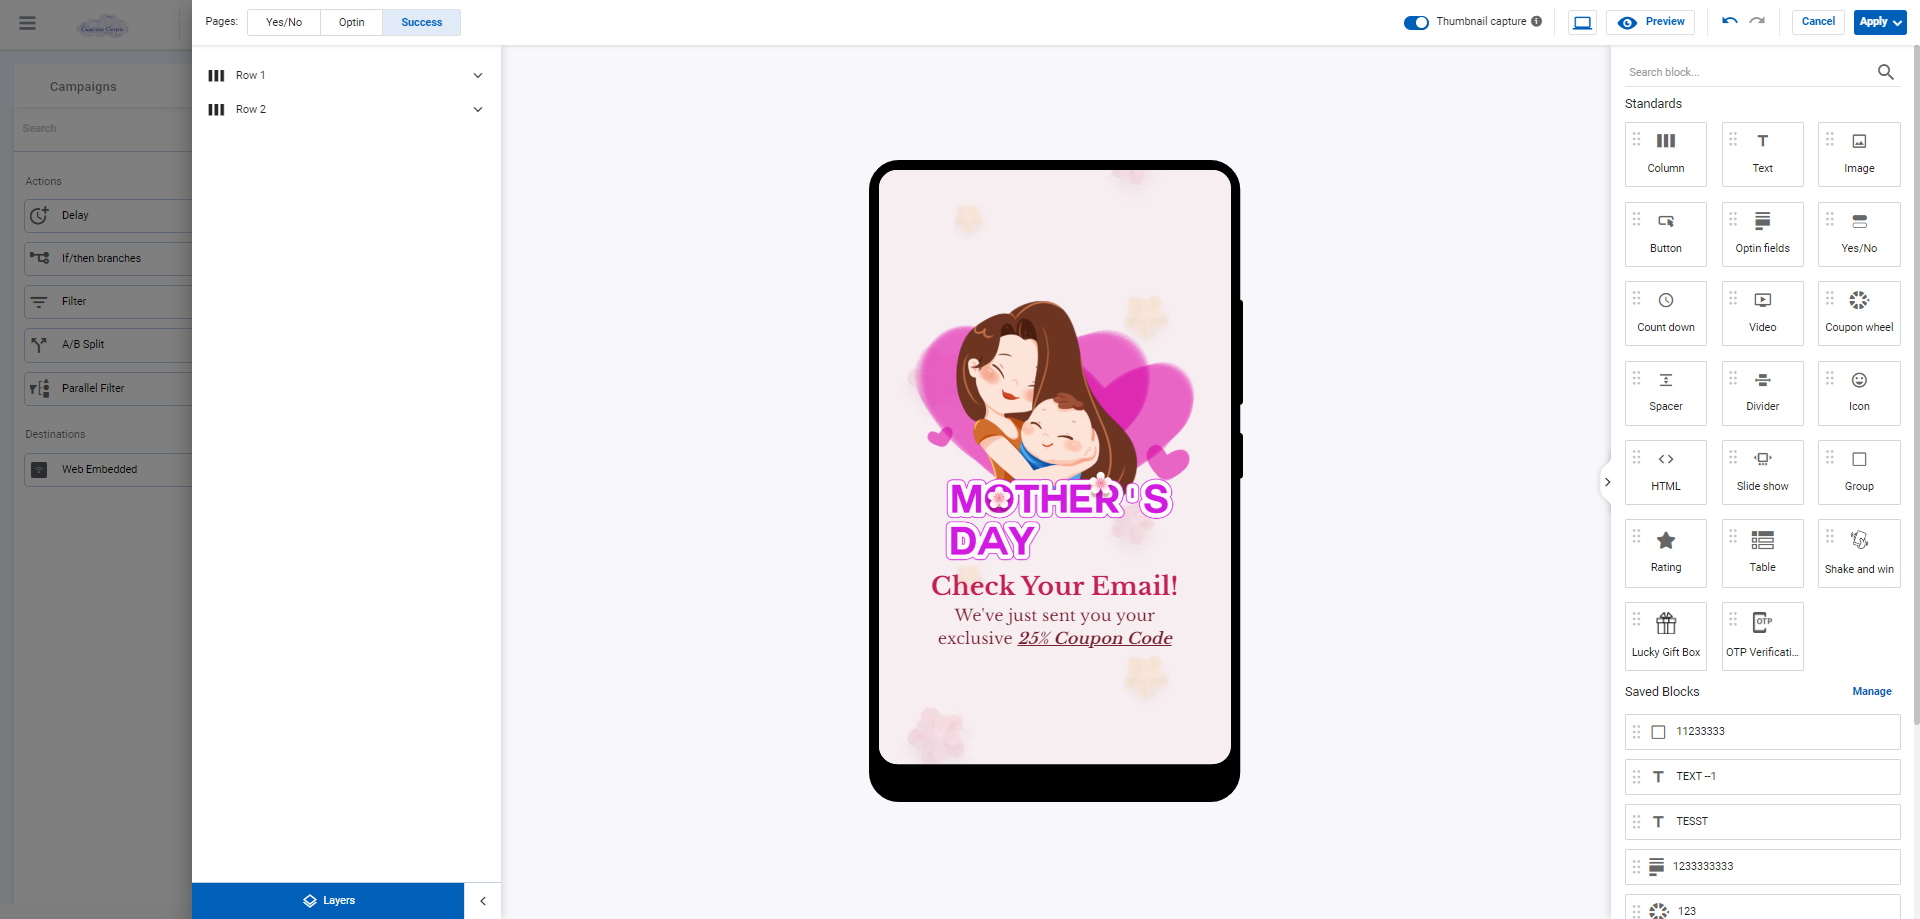 Pages:
Yes/No
Optin
Success
Thumbnail capture
Preview
Cancel
Apply
Campaigns
Search
Actions
Delay
If/then branches
Filter
A/B Split
Parallel Filter
Destinations
Web Embedded
Row 1
Row 2
Layers
MOTHER'S
DAY
Check Your Email!
We've just sent you your
exclusive 25% Coupon Code
Search block...
Standards
Column
Text
Image
Button
Optin fields
Yes/No
Count down
Video
Coupon wheel
Spacer
Divider
Icon
HTML
Slide show
Group
Rating
Table
Shake and win
Lucky Gift Box
OTP
OTP Verificati...
Saved Blocks
Manage
11233333
TEXT --1
TESST
1233333333
123